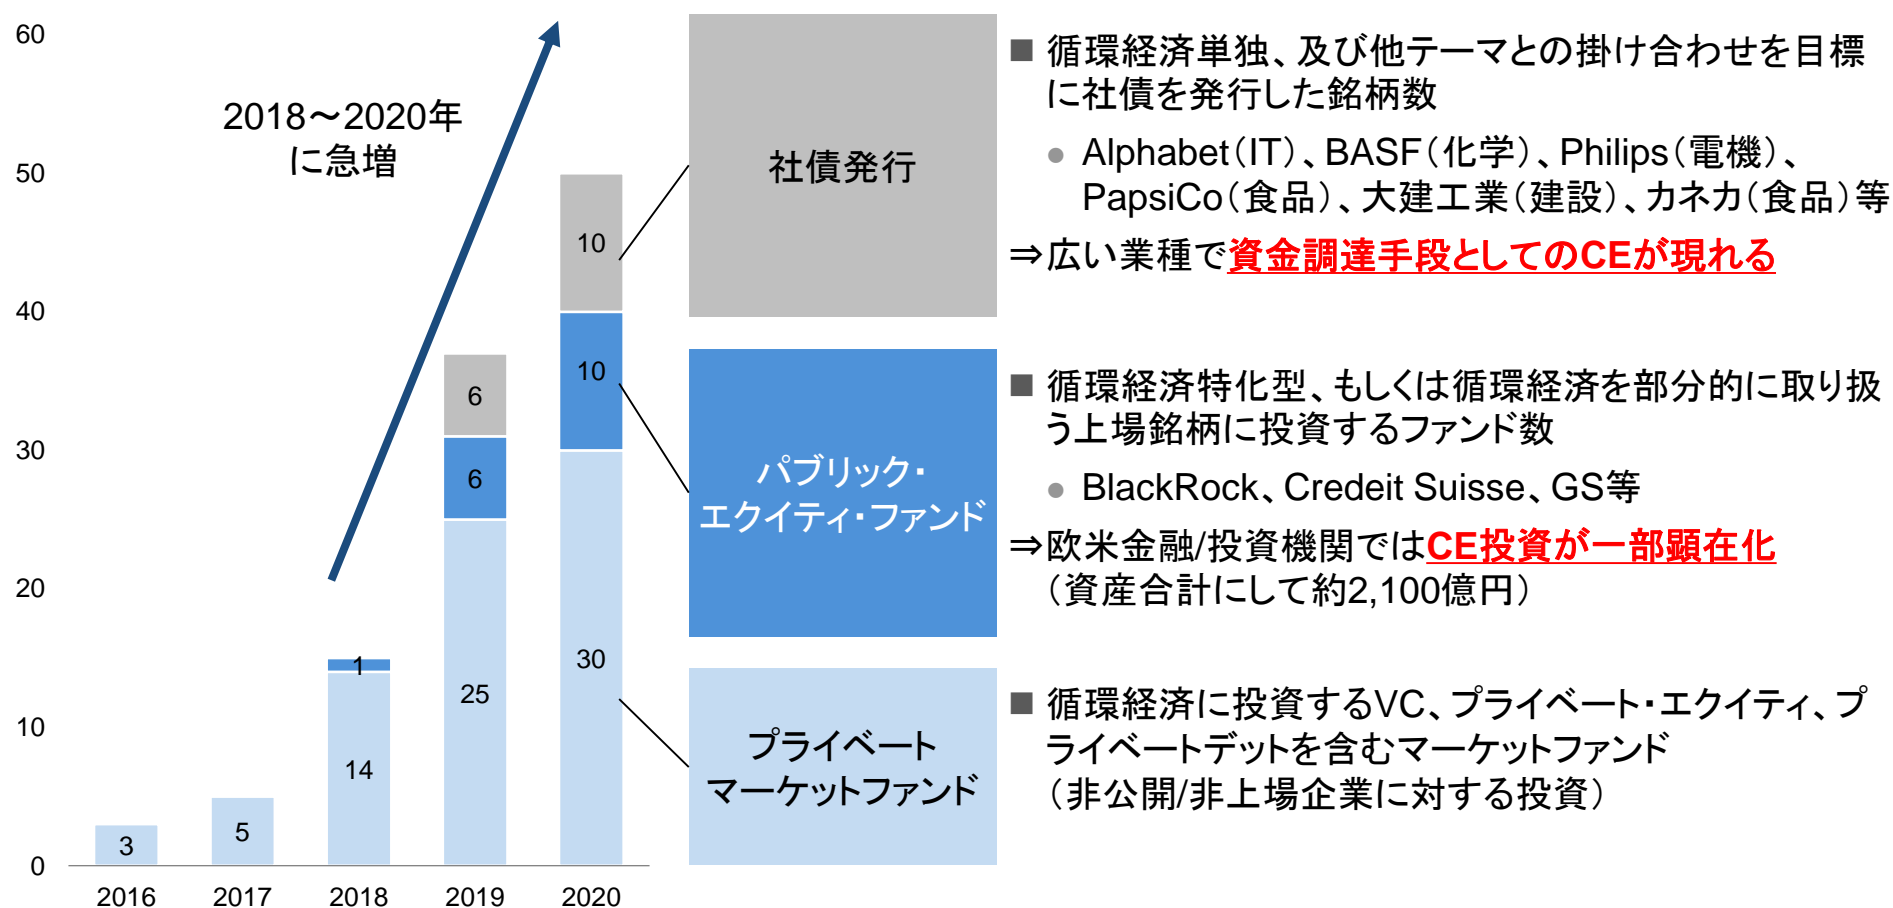 60
50
40
30
20
10
0
2018～2020年
に急増
3
5
14
1
25
6
6
30
10
10
2016
2017
2018
2019
2020
社債発行
■ 循環経済単独、及び他テーマとの掛け合わせを目標
に社債を発行した銘柄数
● Alphabet（IT）、BASF（化学）、Philips（電機）、
PapsiCo（食品）、大建工業（建設）、カネカ（食品）等
⇒広い業種で資金調達手段としてのCEが現れる
パブリック・
エクイティ・ファンド
■ 循環経済特化型、もしくは循環経済を部分的に取り扱
う上場銘柄に投資するファンド数
● BlackRock、Credeit Suisse、GS等
⇒欧米金融/投資機関ではCE投資が一部顕在化
（資産合計にして約2,100億円）
プライベート
マーケットファンド
■ 循環経済に投資するVC、プライベート・エクイティ、プ
ライベートデットを含むマーケットファンド
（非公開/非上場企業に対する投資）